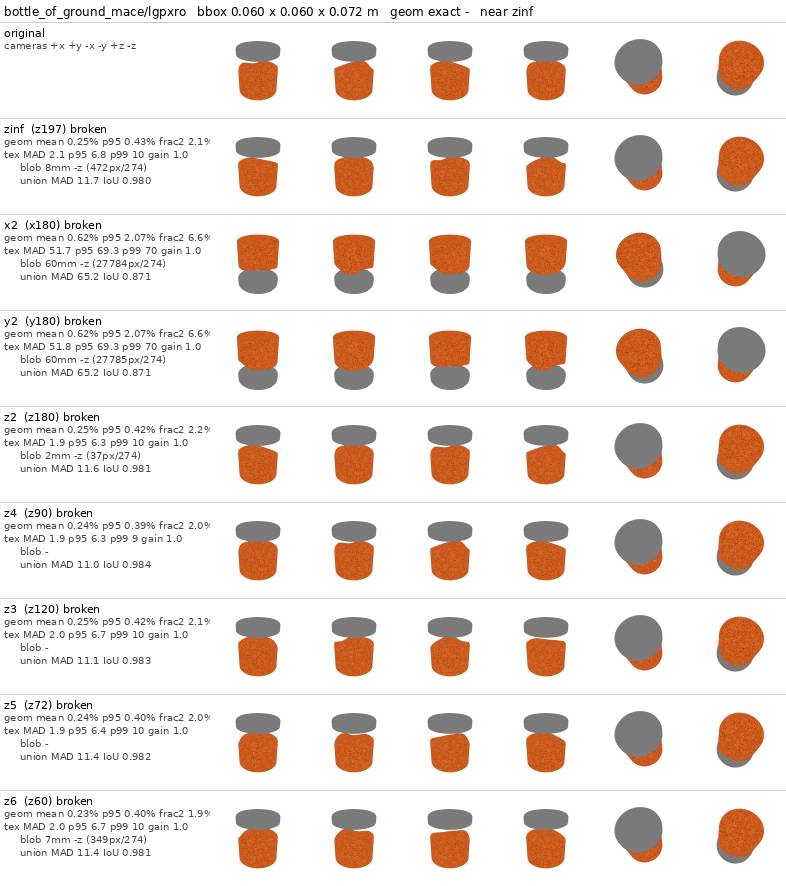 bottle_of_ground_mace/lgpxro bbox 0.060 x 0.060 x 0.072 m geom exact - near zinf
original
cameras +x +y -x -y +z -z
zinf (z197) broken
geom mean 0.25% p95 0.43% frac2 2.1%
tex MAD 2.1 p95 6.8 p99 10 gain 1.0
blob 8mm -z (472px/274)
union MAD 11.7 IoU 0.980
x2 (x180) broken
geom mean 0.62% p95 2.07% frac2 6.6%
tex MAD 51.7 p95 69.3 p99 70 gain 1.0
blob 60mm -z (27784px/274)
union MAD 65.2 IoU 0.871
y2 (y180) broken
geom mean 0.62% p95 2.07% frac2 6.6%
tex MAD 51.8 p95 69.3 p99 70 gain 1.0
blob 60mm -z (27785px/274)
union MAD 65.2 IoU 0.871
z2 (z180) broken
geom mean 0.25% p95 0.42% frac2 2.2%
tex MAD 1.9 p95 6.3 p99 10 gain 1.0
blob 2mm -z (37px/274)
union MAD 11.6 IoU 0.981
z4 (z90) broken
geom mean 0.24% p95 0.39% frac2 2.0%
tex MAD 1.9 p95 6.3 p99 9 gain 1.0
blob -
union MAD 11.0 IoU 0.984
z3 (z120) broken
geom mean 0.25% p95 0.42% frac2 2.1%
tex MAD 2.0 p95 6.7 p99 10 gain 1.0
blob -
union MAD 11.1 IoU 0.983
z5 (z72) broken
geom mean 0.24% p95 0.40% frac2 2.0%
tex MAD 1.9 p95 6.4 p99 10 gain 1.0
blob -
union MAD 11.4 IoU 0.982
z6 (z60) broken
geom mean 0.23% p95 0.40% frac2 1.9%
tex MAD 2.0 p95 6.7 p99 10 gain 1.0
blob 7mm -z (349px/274)
union MAD 11.4 IoU 0.981